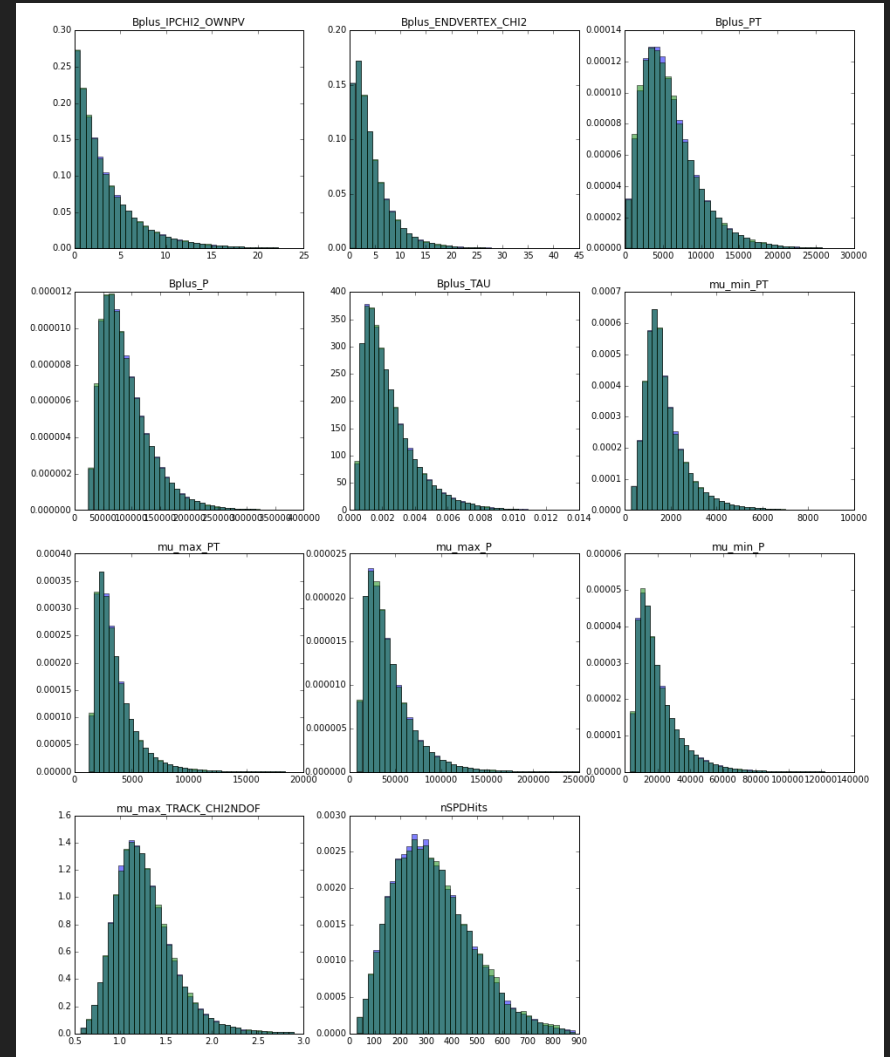 Bplus_IPCHI2_OWNPV Bplus_ENDVERTEX_CHI2 Bplus_PT
0.30 0.20 0.00014
0.25 0.15 0.00012
0.20 0.10 0.00010
0.15 0.05 0.00008
0.10 0.00 0.00006
0.05 0.00004
0.00 0.00002
0.00000
0 5 10 15 20 25 0 5 10 15 20 25 30 35 40 45 0 5000 10000 15000 20000 25000 30000
Bplus_P Bplus_TAU mu_min_PT
0.000012 400 0.0007
0.000010 350 0.0006
0.000008 300 0.0005
0.000006 250 0.0004
0.000004 200 0.0003
0.000002 150 0.0002
0.000000 100 0.0001
50 0.0000
0
0 50000 100000 150000 200000 250000 300000 350000 400000 0.000 0.002 0.004 0.006 0.008 0.010 0.012 0.014 0 2000 4000 6000 8000 10000
mu_max_PT mu_max_P mu_min_P
0.00040 0.000025 0.00006
0.00035 0.000020 0.00005
0.00030 0.000015 0.00004
0.00025 0.000010 0.00003
0.00020 0.000005 0.00002
0.00015 0.000000 0.00001
0.00010 0.00000
0.00005
0.00000
0 5000 10000 15000 20000 0 50000 100000 150000 200000 250000 0 20000 40000 60000 80000 100000 120000 140000
mu_max_TRACK_CHI2NDOF nSPDHits
1.6 0.0030
1.4 0.0025
1.2 0.0020
1.0 0.0015
0.8 0.0010
0.6 0.0005
0.4 0.0000
0.2
0.0
0.5 1.0 1.5 2.0 2.5 3.0 0 100 200 300 400 500 600 700 800 900